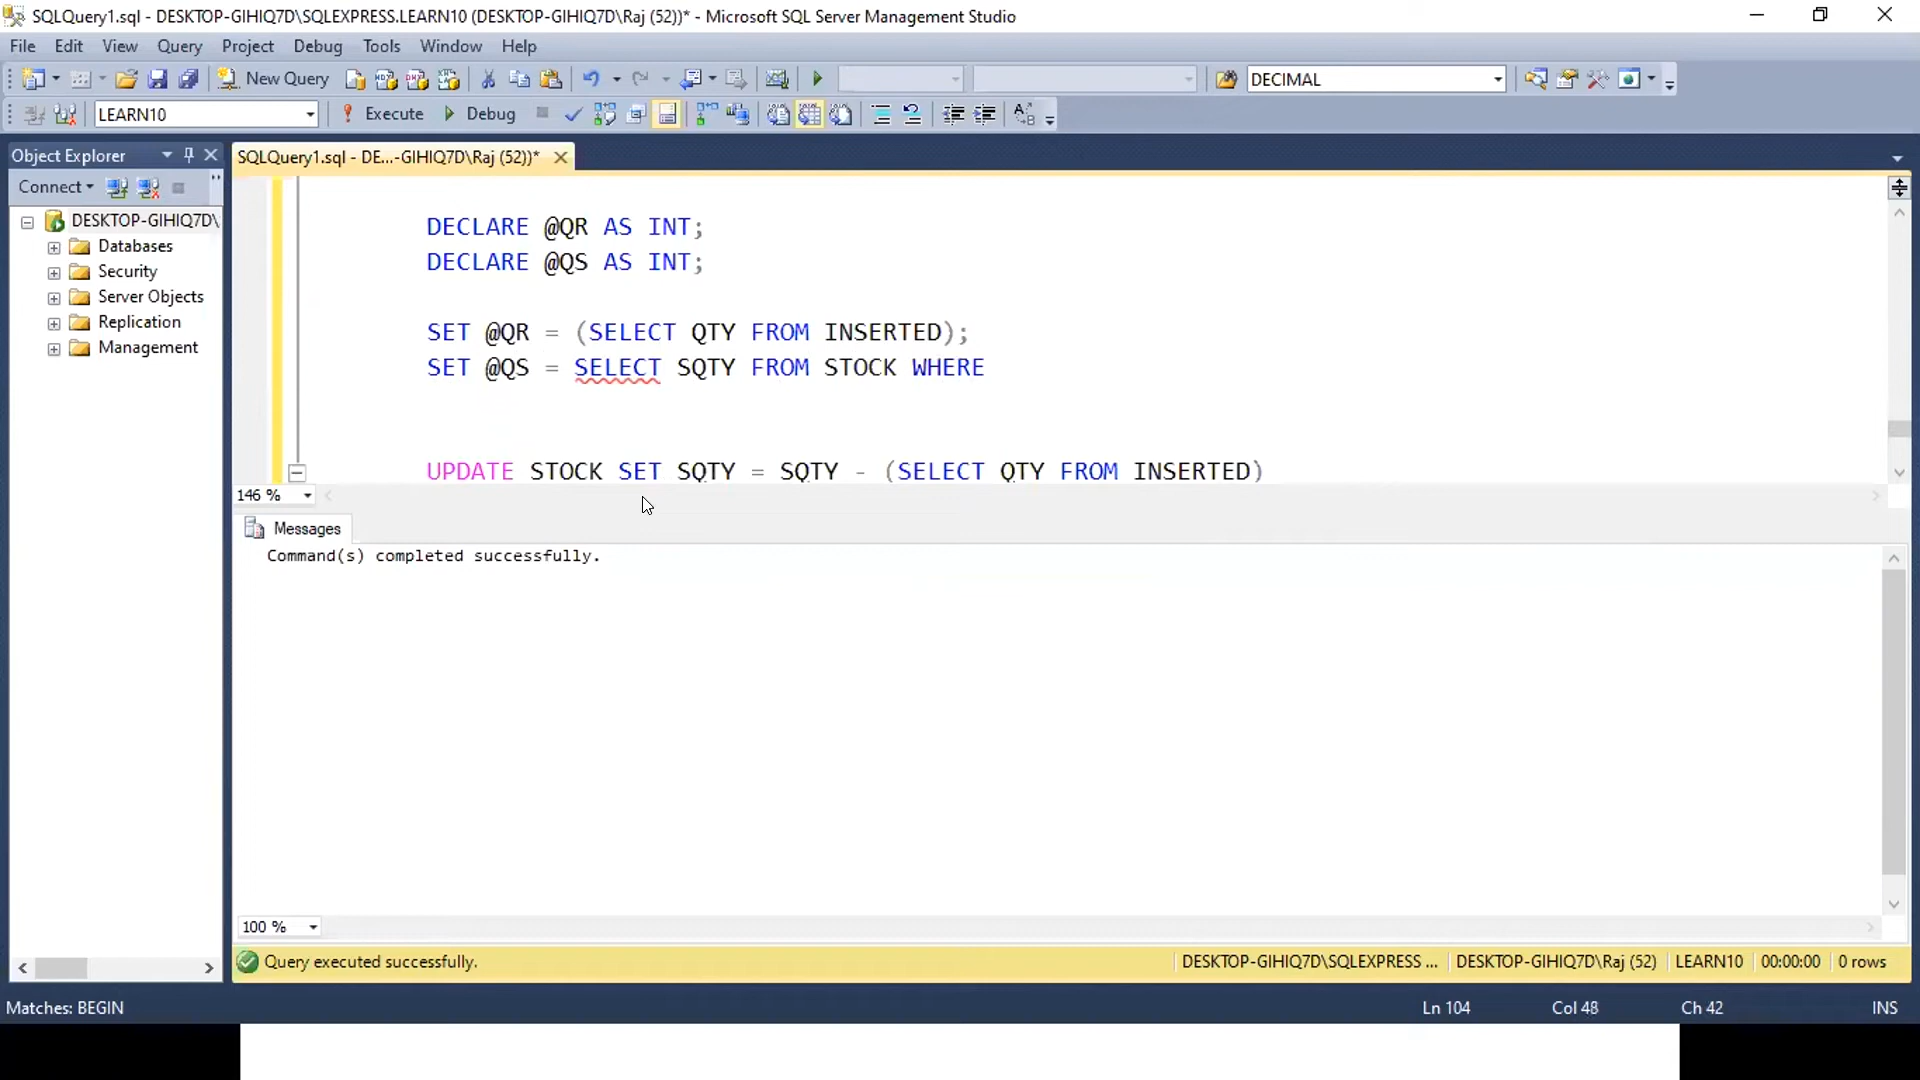 SQLQuery1.sql - DESKTOP-GIHIQ7D\SQLEXPRESS.LEARN10 (DESKTOP-GIHIQ7D\Raj (52))* - Microsoft SQL Server Management Studio
File Edit View Query Project Debug Tools Window Help
New Query DECIMAL
LEARN10 Execute Debug
Object Explorer
SQLQuery1.sql - DE...-GIHIQ7D\Raj (52))*
Connect
DESKTOP-GIHIQ7D\
Databases
Security
Server Objects
Replication
Management
DECLARE @QR AS INT;
DECLARE @QS AS INT;
SET @QR = (SELECT QTY FROM INSERTED);
SET @QS = SELECT SQTY FROM STOCK WHERE
UPDATE STOCK SET SQTY = SQTY - (SELECT QTY FROM INSERTED)
146 %
Messages
Command(s) completed successfully.
100 %
Query executed successfully. DESKTOP-GIHIQ7D\SQLEXPRESS ... DESKTOP-GIHIQ7D\Raj (52) LEARN10 00:00:00 0 rows
Matches: BEGIN Ln 104 Col 48 Ch 42 INS